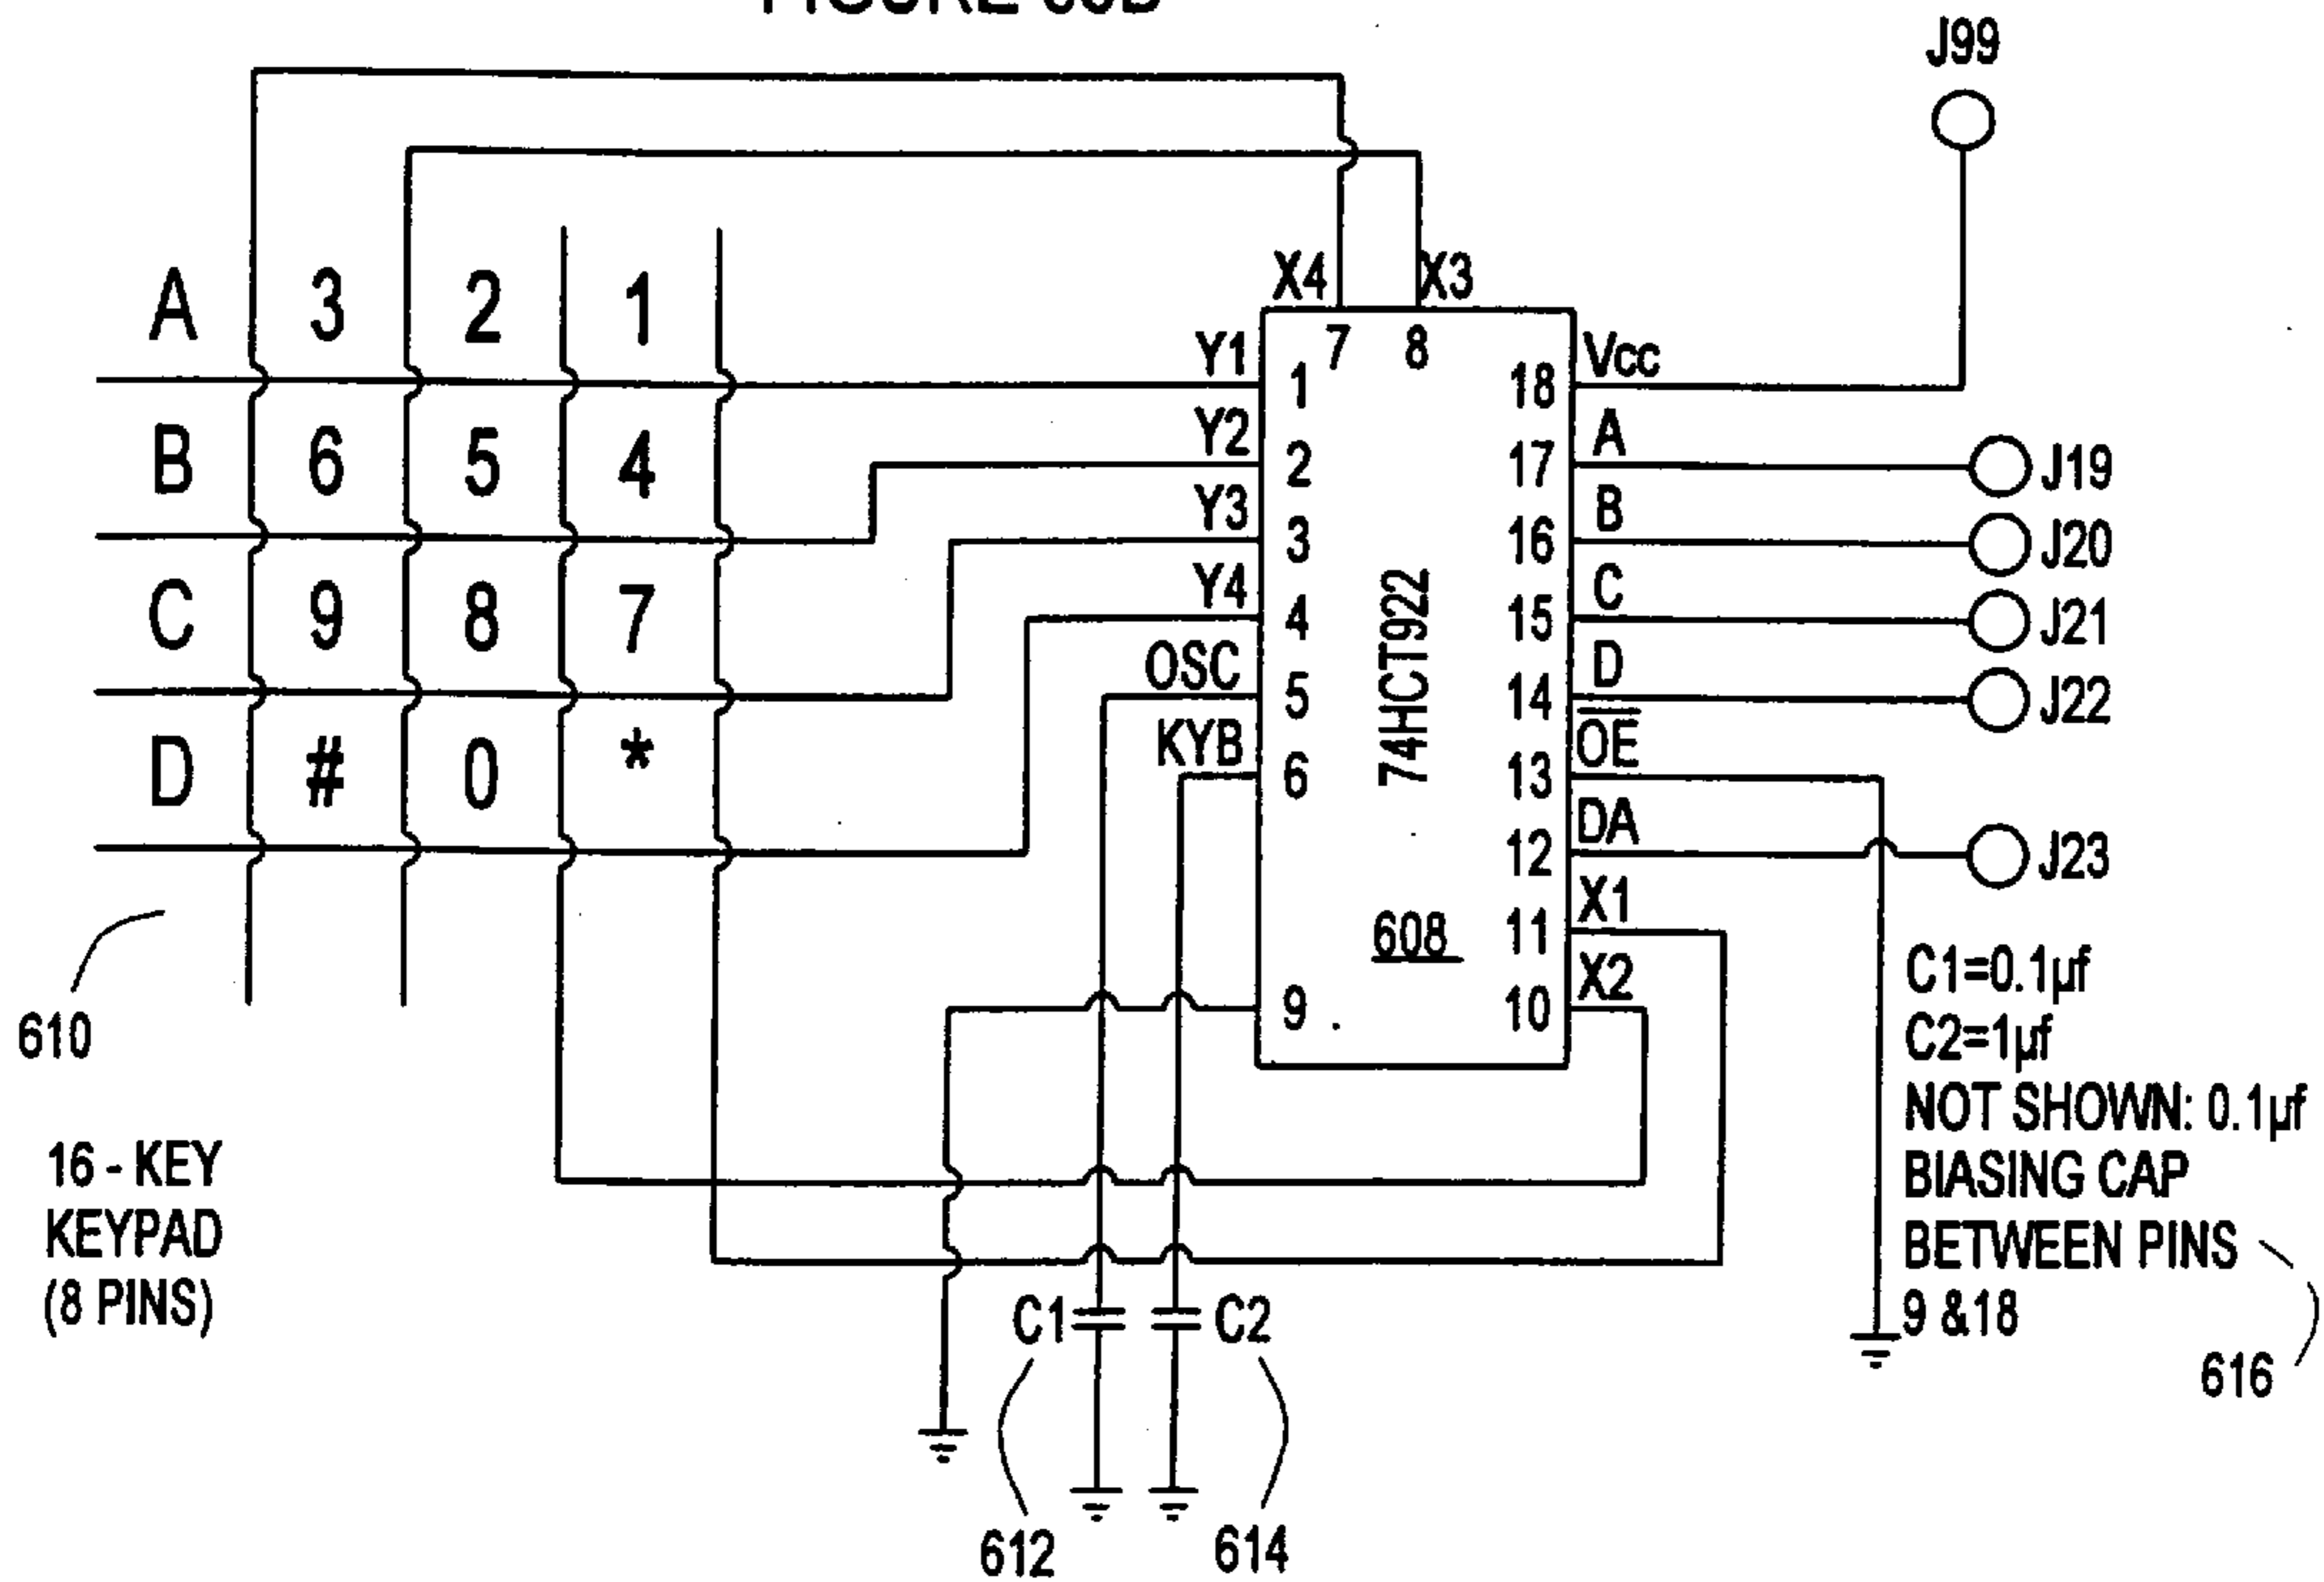 J99
X4
X3
A 3 2 1
7 8
Y1
1
18
Vcc
Y2
2
17
A
J19
B 6 5 4
Y3
3
16
B
J20
Y4
4
15
C
J21
C 9 8 7
OSC
5
14
D
J22
KYB
6
13
OE
74HCT922
D # 0 *
12
DA
J23
608
11
X1
9
10
X2
610
C1=0.1µf
C2=1µf
NOT SHOWN: 0.1µf
BIASING CAP
BETWEEN PINS
9 &18
616
16 - KEY
KEYPAD
(8 PINS)
C1
C2
612
614